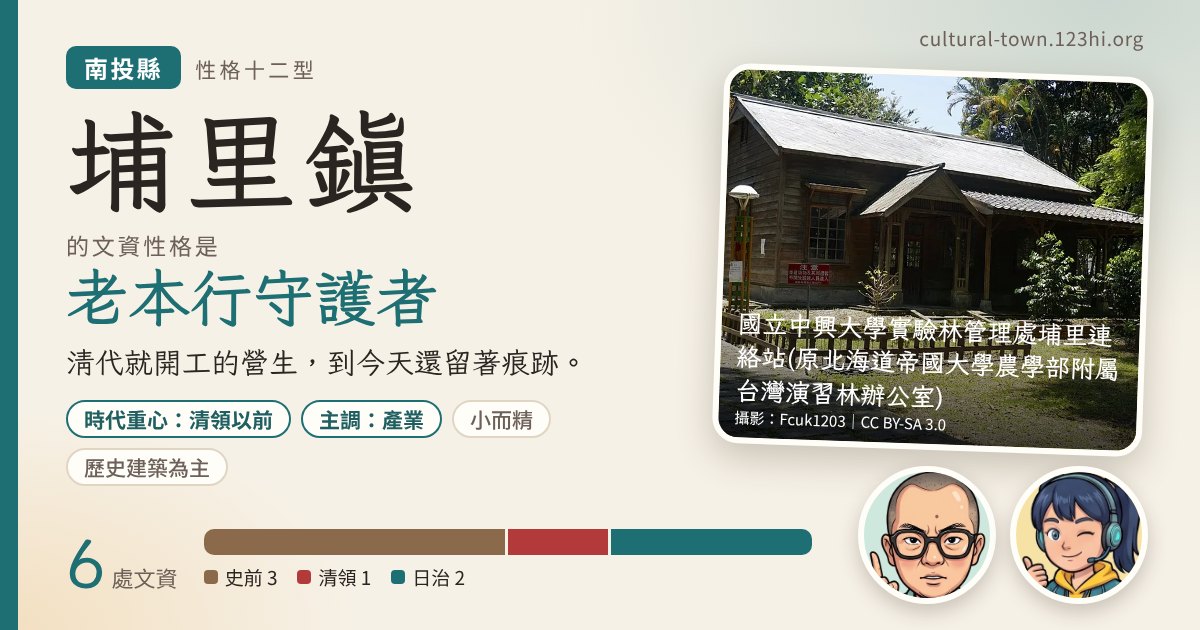 南投縣 性格十二型
cultural-town.123hi.org
埔里鎮
的文資性格是
老本行守護者
清代就開工的營生,到今天還留著痕跡。
時代重心:清領以前 主調:產業 小而精
歷史建築為主
國立中興大學實驗林管理處埔里連
絡站(原北海道帝國大學農學部附屬
台灣演習林辦公室)
攝影:Fcuk1203｜CC BY-SA 3.0
6 處文資
史前 3 清領 1 日治 2
注意